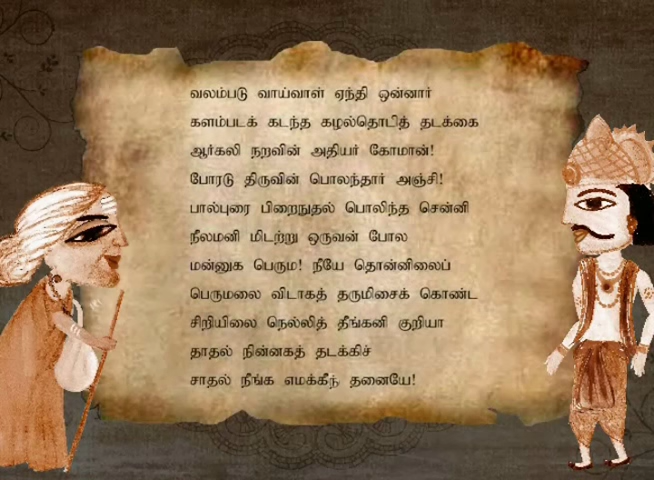 வலம்படு வாய்வாள் ஏந்தி ஒன்னார்
களம்படக் கடந்த கழல்தொடித் தடக்கை
ஆர்கலி நறவின் அதியர் கோமான்!
போரடு திருவின் பொலந்தார் அஞ்சி!
பால்புரை பிறைநுதல் பொலிந்த சென்னி
நீலமணி மிடற்று ஒருவன் போல
மன்னுக பெரும! நீயே தொன்னிலைப்
பெருமலை விடரகத் தருமிசைக் கொண்ட
சிறியிலை நெல்லித் தீங்கனி குறியா
தாதல் நின்னகத் தடக்கிச்
சாதல் நீங்க எமக்கீந் தனையே!